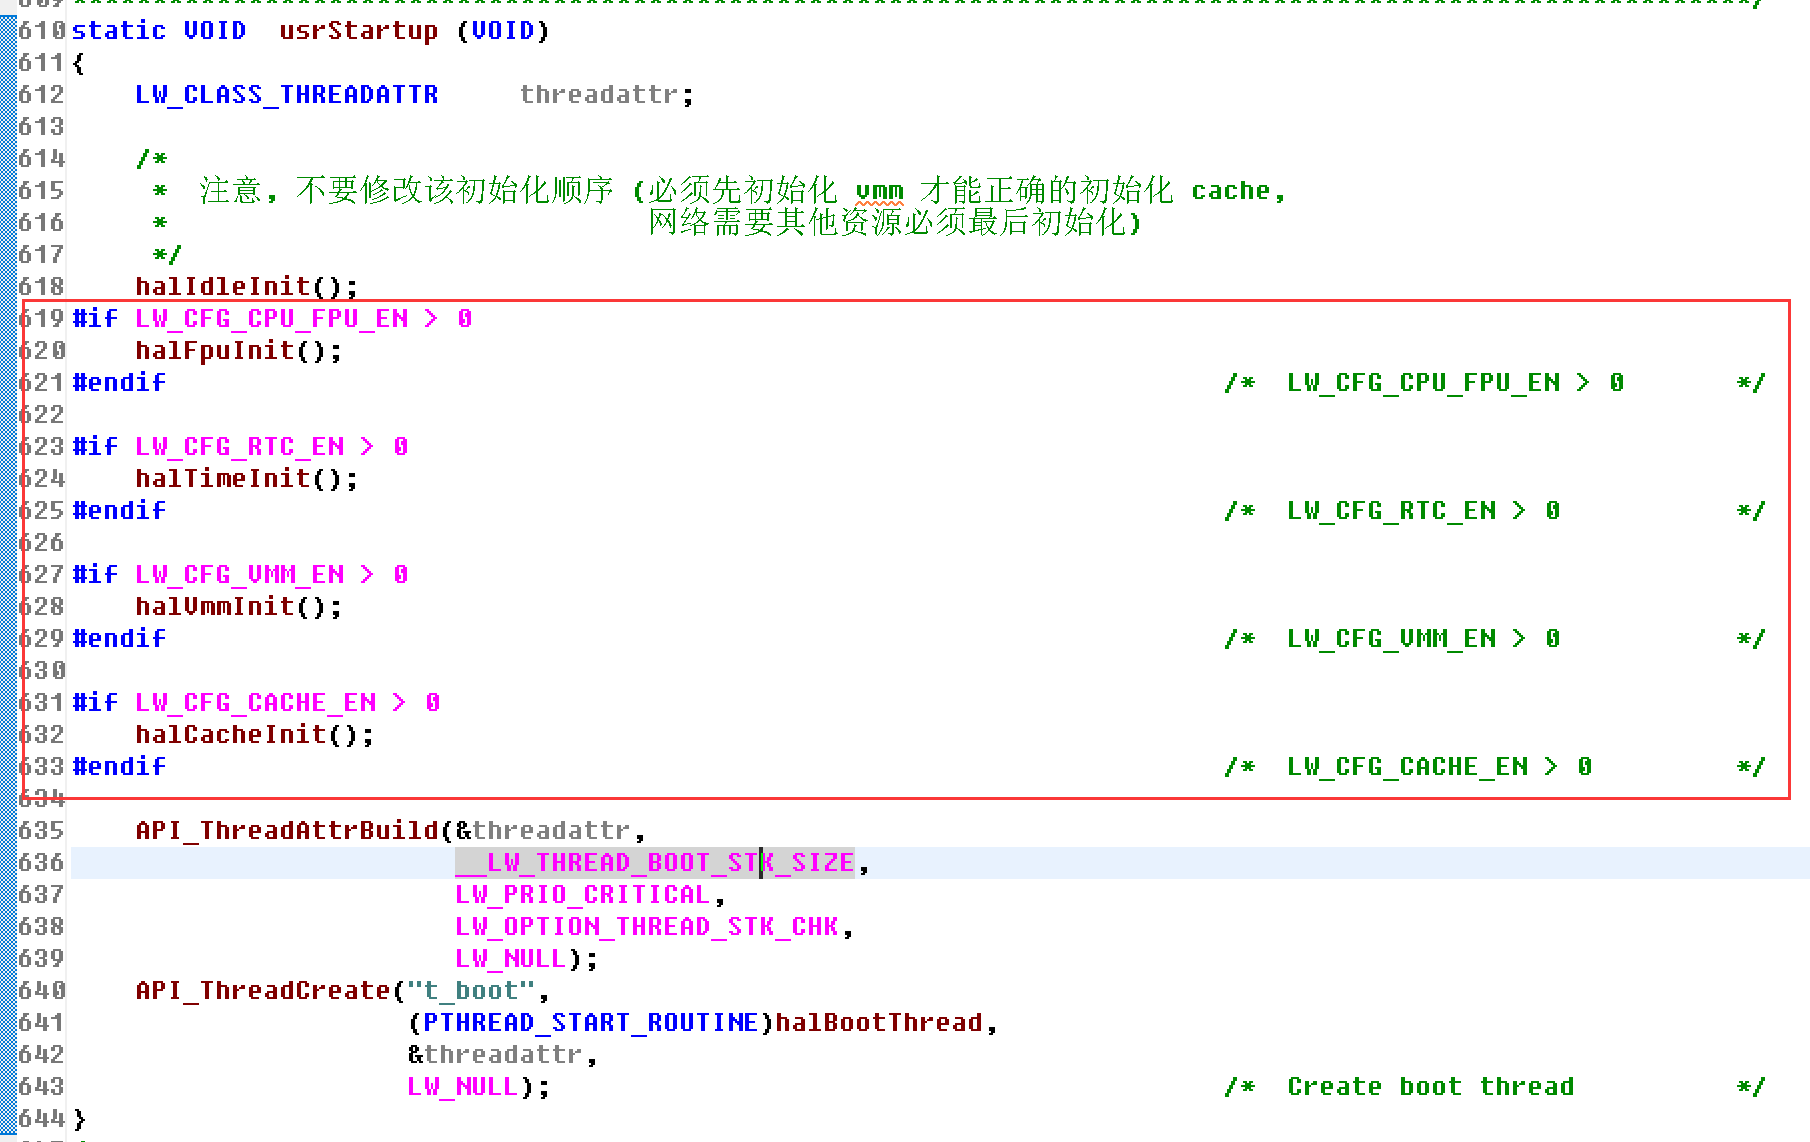 609 ********************************************************************************************************/
610 static VOID  usrStartup (VOID)
611 {
612     LW_CLASS_THREADATTR     threadattr;
613
614     /*
615      *  注意，不要修改该初始化顺序 (必须先初始化 vmm 才能正确的初始化 cache,
616      *                              网络需要其他资源必须最后初始化)
617      */
618     halIdleInit();
619 #if LW_CFG_CPU_FPU_EN > 0
620     halFpuInit();
621 #endif                                                                  /*  LW_CFG_CPU_FPU_EN > 0       */
622
623 #if LW_CFG_RTC_EN > 0
624     halTimeInit();
625 #endif                                                                  /*  LW_CFG_RTC_EN > 0           */
626
627 #if LW_CFG_VMM_EN > 0
628     halVmmInit();
629 #endif                                                                  /*  LW_CFG_VMM_EN > 0           */
630
631 #if LW_CFG_CACHE_EN > 0
632     halCacheInit();
633 #endif                                                                  /*  LW_CFG_CACHE_EN > 0         */
634
635     API_ThreadAttrBuild(&threadattr,
636                         __LW_THREAD_BOOT_STK_SIZE,
637                         LW_PRIO_CRITICAL,
638                         LW_OPTION_THREAD_STK_CHK,
639                         LW_NULL);
640     API_ThreadCreate("t_boot",
641                      (PTHREAD_START_ROUTINE)halBootThread,
642                      &threadattr,
643                      LW_NULL);                                          /*  Create boot thread          */
644 }